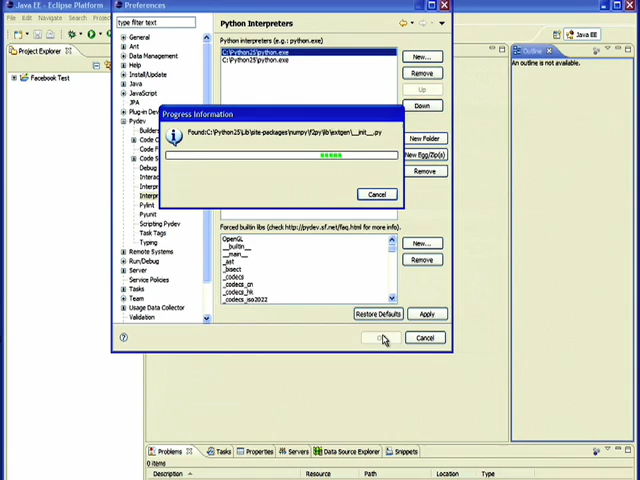 Java EE - Eclipse Platform
Preferences
File Edit Navigate Search
Java EE
Project Explorer
Facebook Test
type filter text
General
Ant
Data Management
Help
Install/Update
Java
JavaScript
JPA
Plug-in Dev
Pydev
Builders
Code C
Code F
Code S
Debug
Interac
Interpr
Interpr
Pylint
Pyunit
Scripting Pydev
Task Tags
Typing
Remote Systems
Run/Debug
Server
Service Policies
Tasks
Team
Usage Data Collector
Validation
Python Interpreters
Python interpreters (e.g.: python.exe)
C:\Python25\python.exe
C:\Python25\python.exe
New...
Remove
Up
Down
Progress Information
Found:C:\Python25\Lib\site-packages\numpy\f2py\lib\extgen\__init__.py
Cancel
New Folder
New Egg/Zip(s)
Remove
Forced builtin libs (check http://pydev.sf.net/faq.html for more info).
OpenGL
__builtin__
__main__
_ast
_bisect
_codecs
_codecs_cn
_codecs_hk
_codecs_iso2022
New...
Remove
Restore Defaults
Apply
Cancel
Outline
An outline is not available.
Problems
Tasks
Properties
Servers
Data Source Explorer
Snippets
0 items
Description
Resource
Path
Location
Type